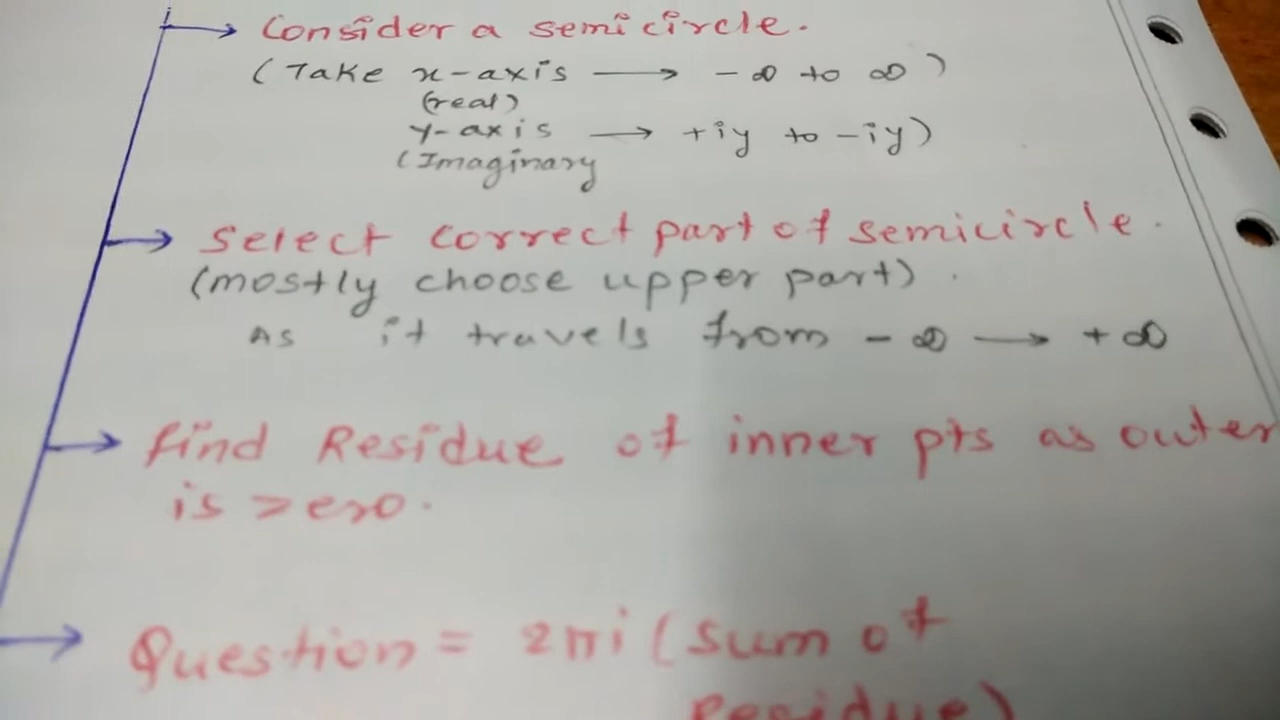 Consider a semicircle.
(Take x-axis → -∞ to ∞)
(real)
y-axis → +iy to -iy)
(Imaginary
Select correct part of semicircle.
(mostly choose upper part).
As it travels from -∞ → +∞
find Residue of inner pts as outer
is zero.
Question = 2πi (sum of
Residue)